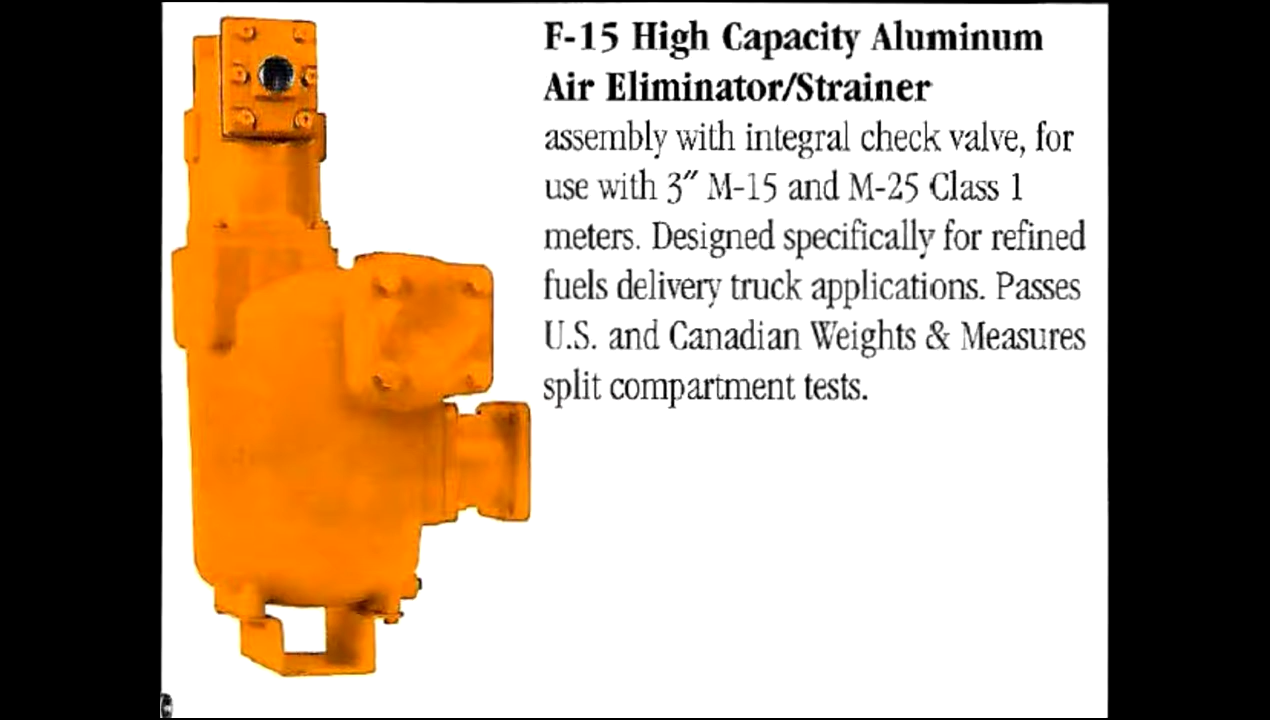 F-15 High Capacity Aluminum
Air Eliminator/Strainer
assembly with integral check valve, for
use with 3″ M-15 and M-25 Class 1
meters. Designed specifically for refined
fuels delivery truck applications. Passes
U.S. and Canadian Weights & Measures
split compartment tests.